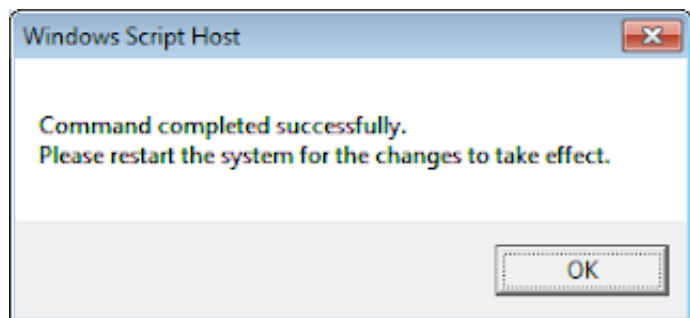 Windows Script Host
Command completed successfully.
Please restart the system for the changes to take effect.
OK